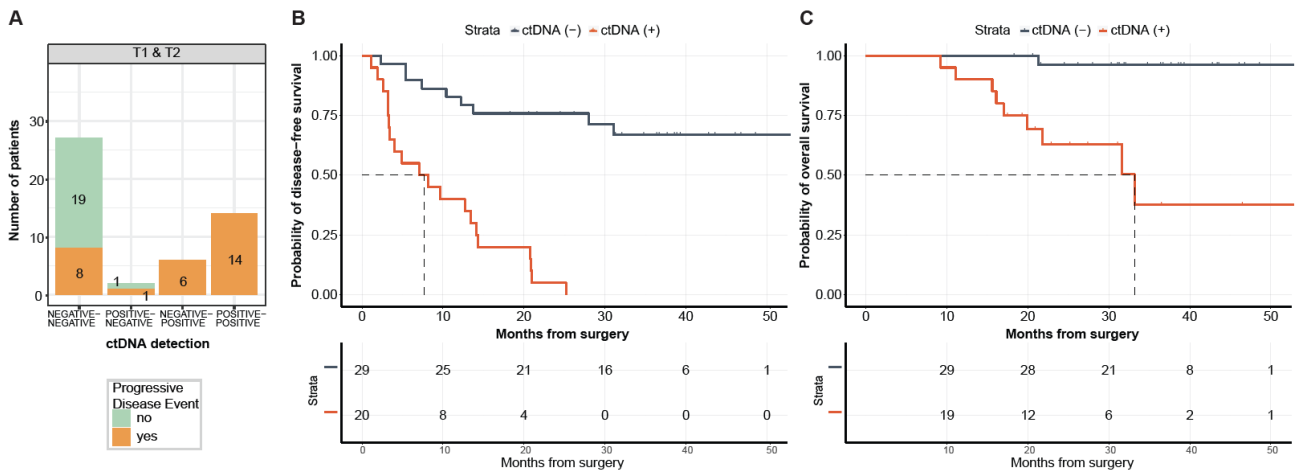 A
T1 & T2
Number of patients
30
20
10
0
19
8
1
1
6
14
NEGATIVE− POSITIVE− NEGATIVE− POSITIVE−
NEGATIVE NEGATIVE POSITIVE POSITIVE
ctDNA detection
Progressive
Disease Event
no
yes
B
Strata ctDNA (−) ctDNA (+)
Probability of disease-free survival
1.00
0.75
0.50
0.25
0.00
0 10 20 30 40 50
Months from surgery
Strata
29 25 21 16 6 1
20 8 4 0 0 0
0 10 20 30 40 50
Months from surgery
C
Strata ctDNA (−) ctDNA (+)
Probability of overall survival
1.00
0.75
0.50
0.25
0.00
0 10 20 30 40 50
Months from surgery
Strata
29 28 21 8 1
19 12 6 2 1
0 10 20 30 40 50
Months from surgery